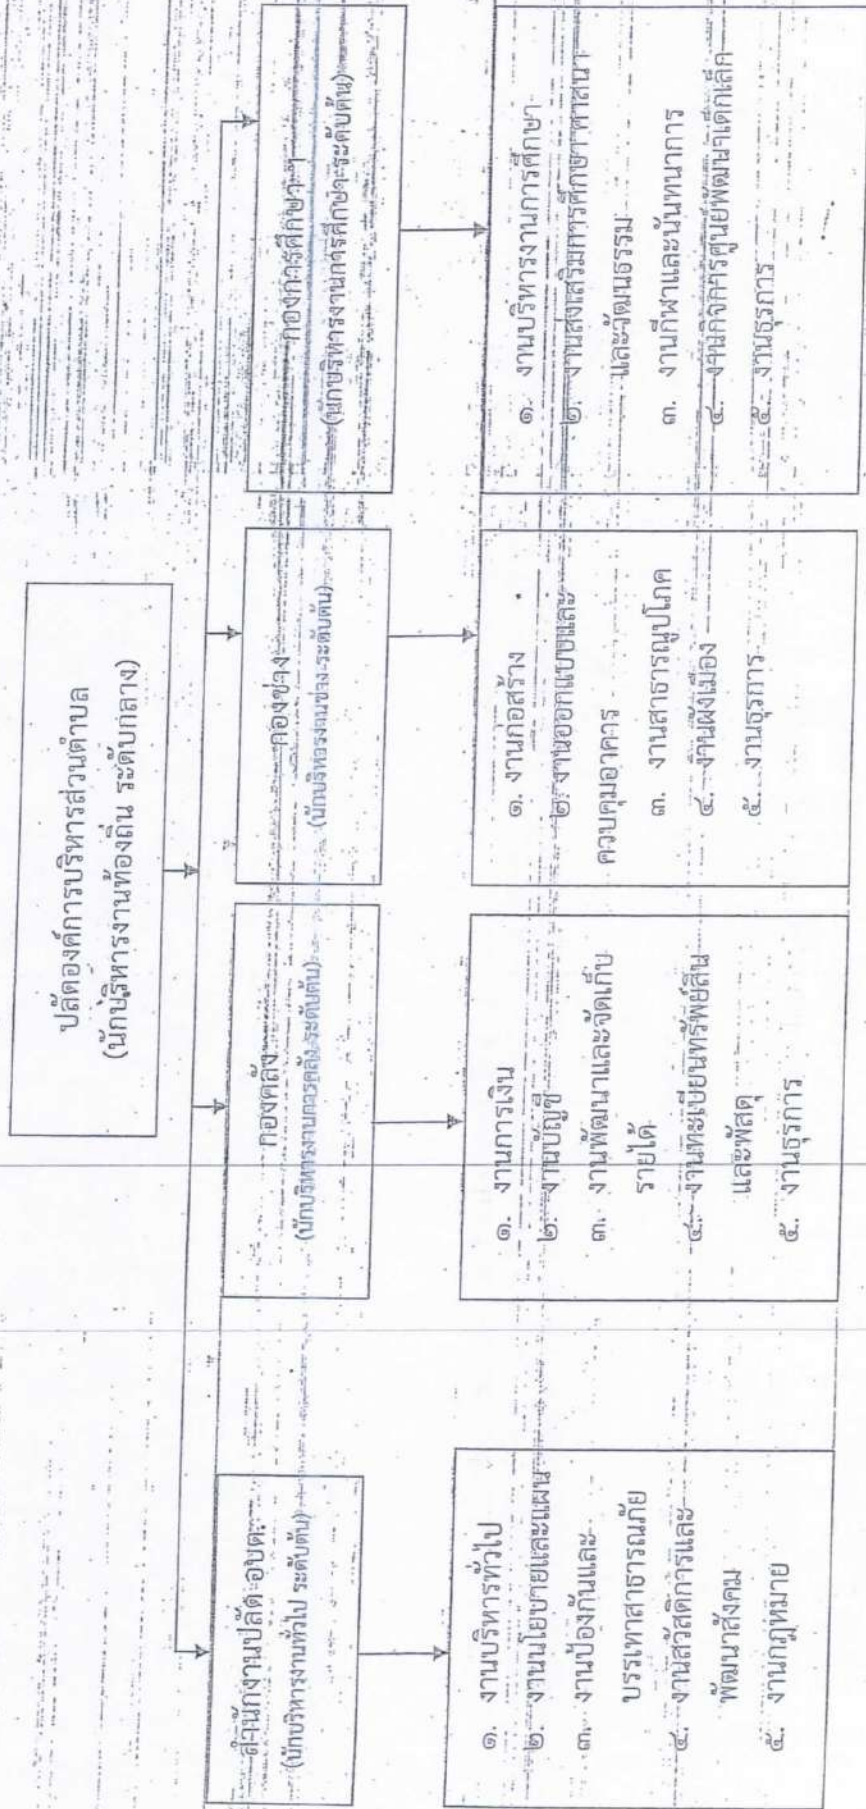 ปลัดองค์การบริหารส่วนตำบล
(นักบริหารงานท้องถิ่น ระดับกลาง)
สำนักงานปลัด อบต.
(นักบริหารงานทั่วไป ระดับต้น)
๑. งานบริหารทั่วไป
๒. งานนโยบายและแผน
๓. งานป้องกันและ
บรรเทาสาธารณภัย
๔. งานสวัสดิการและ
พัฒนาสังคม
๕. งานกฎหมาย
กองคลัง
(นักบริหารงานการคลัง ระดับต้น)
๑. งานการเงิน
๒. งานบัญชี
๓. งานพัฒนาและจัดเก็บ
รายได้
๔. งานทะเบียนทรัพย์สิน
และพัสดุ
๕. งานธุรการ
กองช่าง
(นักบริหารงานช่าง ระดับต้น)
๑. งานก่อสร้าง
๒. งานออกแบบและ
ควบคุมอาคาร
๓. งานสาธารณูปโภค
๔. งานผังเมือง
๕. งานธุรการ
กองการศึกษา ฯ
(นักบริหารงานการศึกษา ระดับต้น)
๑. งานบริหารงานการศึกษา
๒. งานส่งเสริมการศึกษา ศาสนา
และวัฒนธรรม
๓. งานกีฬาและนันทนาการ
๔. งานกิจการศูนย์พัฒนาเด็กเล็ก
๕. งานธุรการ